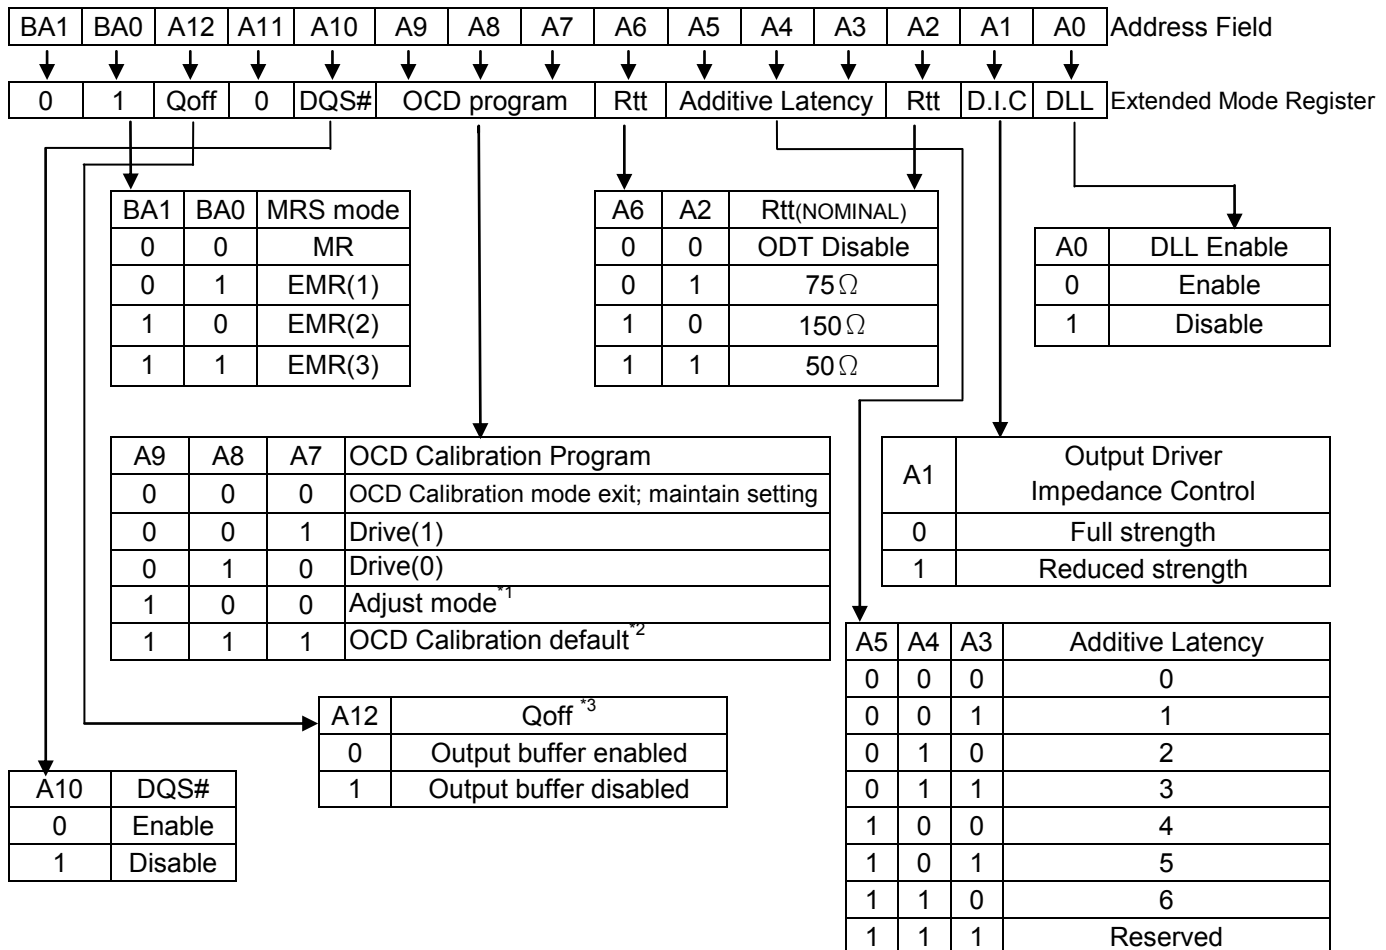 BA1 BA0 A12 A11 A10 A9 A8 A7 A6 A5 A4 A3 A2 A1 A0 Address Field
0 1 Qoff 0 DQS# OCD program Rtt Additive Latency Rtt D.I.C DLL Extended Mode Register
BA1 BA0 MRS mode
0 0 MR
0 1 EMR(1)
1 0 EMR(2)
1 1 EMR(3)
A6 A2 Rtt(NOMINAL)
0 0 ODT Disable
0 1 75Ω
1 0 150Ω
1 1 50Ω
A0 DLL Enable
0 Enable
1 Disable
A9 A8 A7 OCD Calibration Program
0 0 0 OCD Calibration mode exit; maintain setting
0 0 1 Drive(1)
0 1 0 Drive(0)
1 0 0 Adjust mode*1
1 1 1 OCD Calibration default*2
A1 Output Driver
Impedance Control
0 Full strength
1 Reduced strength
A12 Qoff *3
0 Output buffer enabled
1 Output buffer disabled
A10 DQS#
0 Enable
1 Disable
A5 A4 A3 Additive Latency
0 0 0 0
0 0 1 1
0 1 0 2
0 1 1 3
1 0 0 4
1 0 1 5
1 1 0 6
1 1 1 Reserved